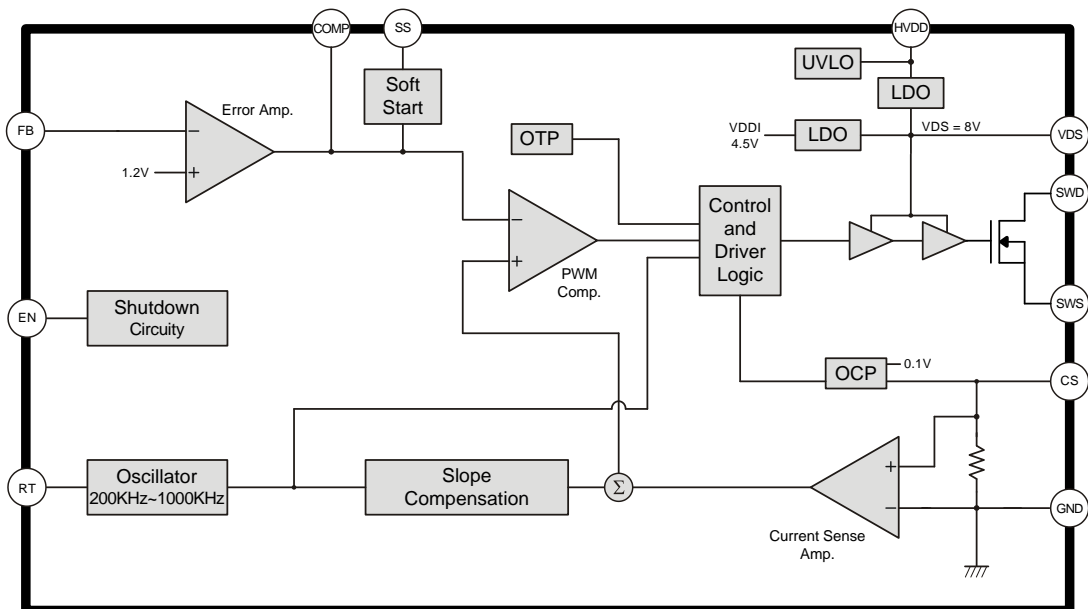 COMP
SS
HVDD
UVLO
Soft
Start
LDO
Error Amp.
FB
−
+
1.2V
OTP
VDDI
4.5V
LDO
VDS = 8V
VDS
SWD
Control
and
Driver
Logic
−
+
PWM
Comp.
EN
Shutdown
Circuity
SWS
OCP
0.1V
CS
RT
Oscillator
200KHz~1000KHz
Slope
Compensation
Σ
+
−
Current Sense
Amp.
GND